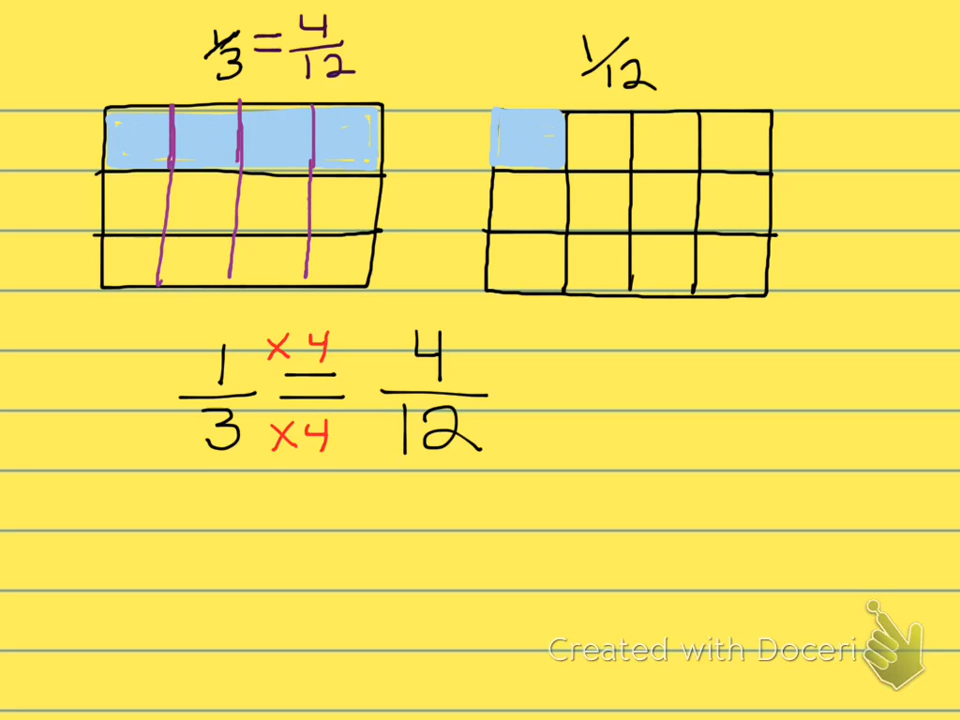 1/3 = 4/12
1/12
1/3 ×4/×4 = 4/12
Created with Doceri